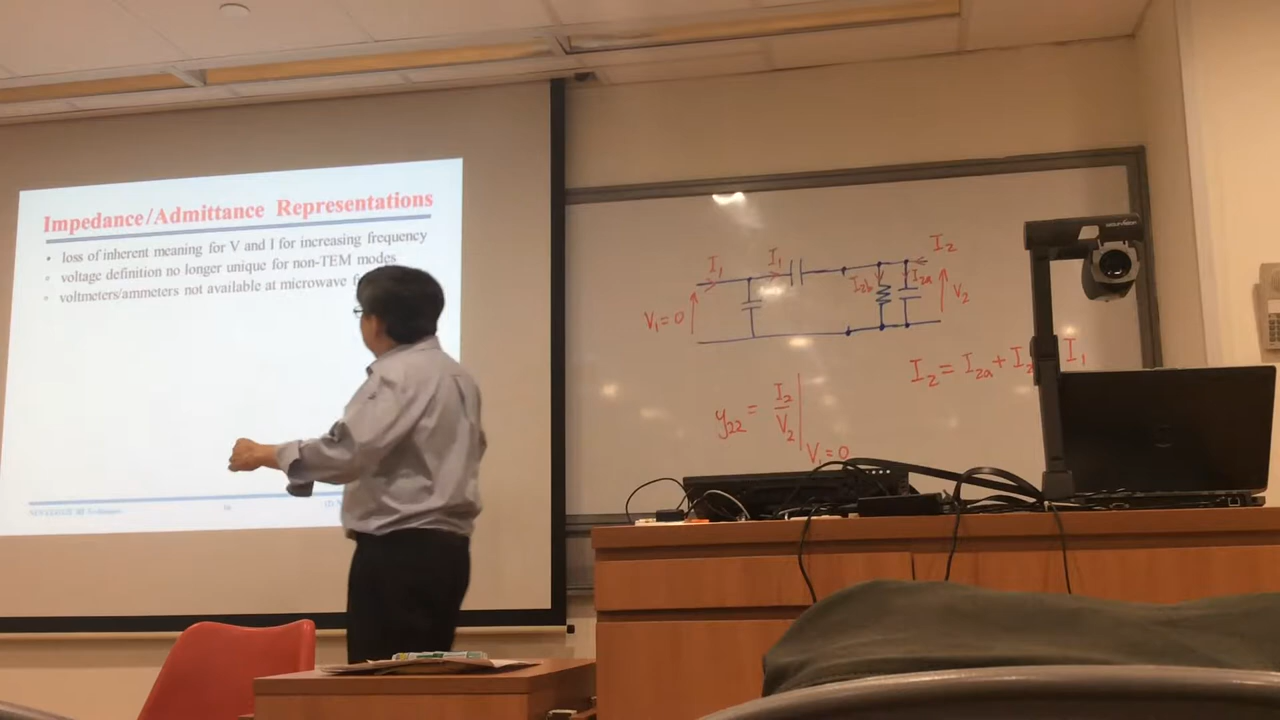 Impedance/Admittance Representations
• loss of inherent meaning for V and I for increasing frequency
• voltage definition no longer unique for non-TEM modes
• voltmeters/ammeters not available at microwave
16
I₁ I₁ I₂
I₂b I₂a
V₁=0 V₂
I₂ = I₂a + I₂ I₁
y₂₂ = I₂/V₂ | V₁=0